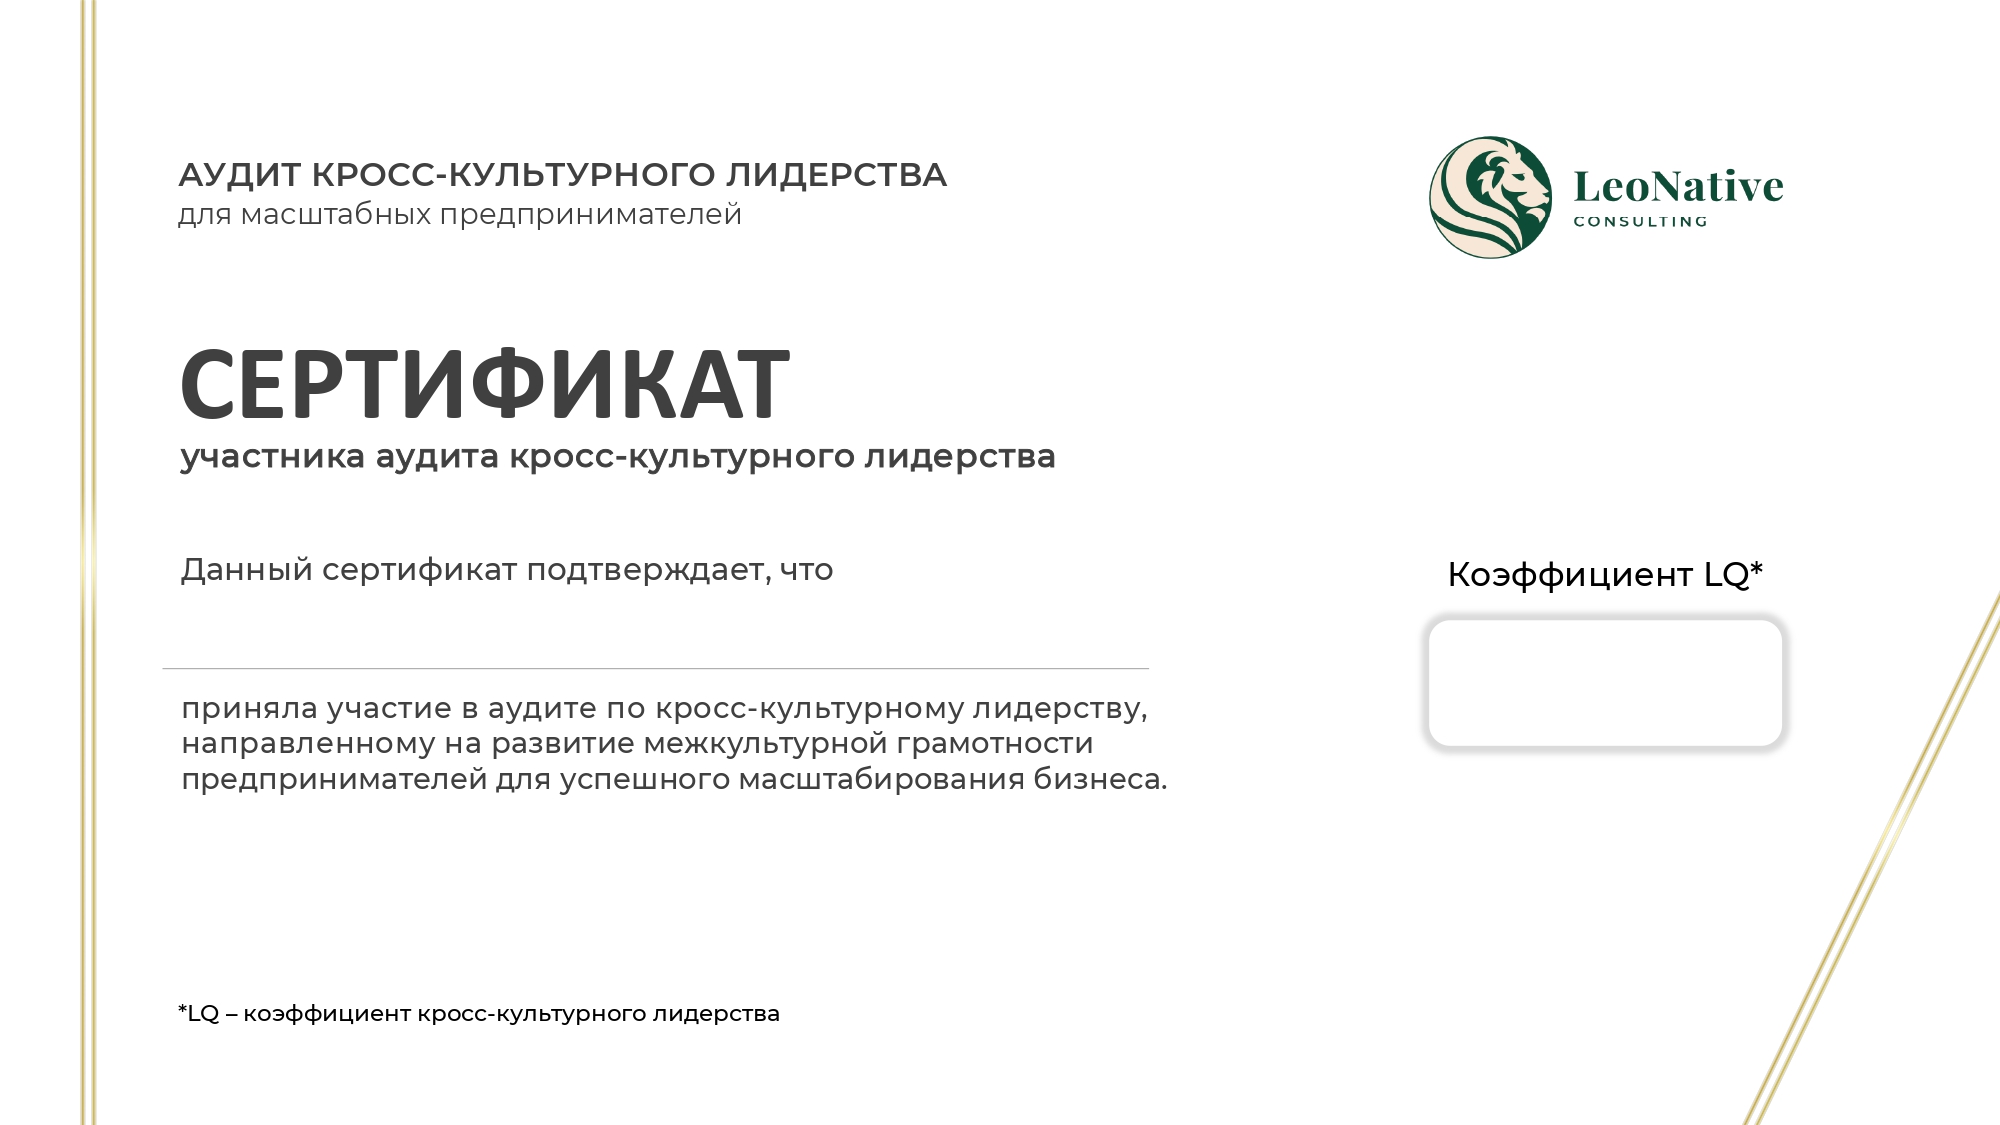 АУДИТ КРОСС-КУЛЬТУРНОГО ЛИДЕРСТВА
для масштабных предпринимателей
LeoNative
CONSULTING
СЕРТИФИКАТ
участника аудита кросс-культурного лидерства
Данный сертификат подтверждает, что
Коэффициент LQ*
приняла участие в аудите по кросс-культурному лидерству,
направленному на развитие межкультурной грамотности
предпринимателей для успешного масштабирования бизнеса.
*LQ – коэффициент кросс-культурного лидерства